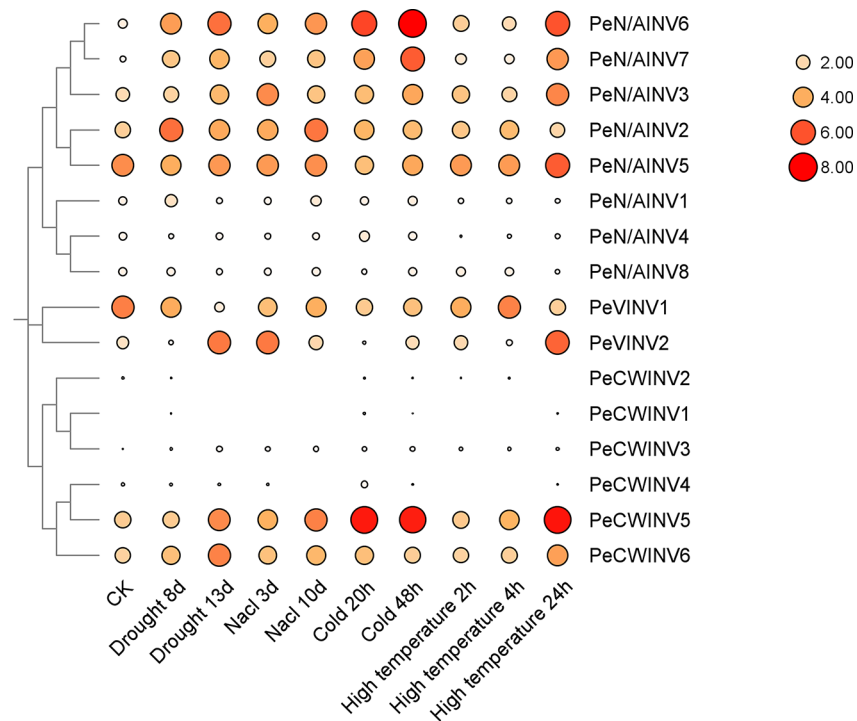 PeN/AINV6
PeN/AINV7
PeN/AINV3
PeN/AINV2
PeN/AINV5
PeN/AINV1
PeN/AINV4
PeN/AINV8
PeVINV1
PeVINV2
PeCWINV2
PeCWINV1
PeCWINV3
PeCWINV4
PeCWINV5
PeCWINV6
2.00
4.00
6.00
8.00
CK
Drought 8d
Drought 13d
Nacl 3d
Nacl 10d
Cold 20h
Cold 48h
High temperature 2h
High temperature 4h
High temperature 24h